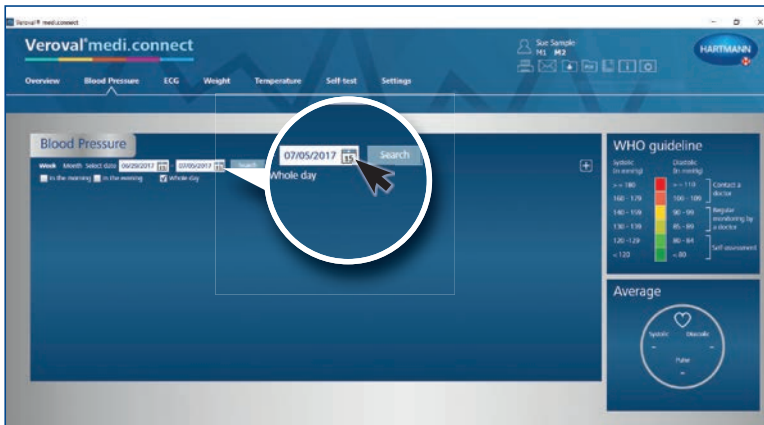 Veroval® medi.connect
Veroval® medi.connect
Sue Sample
M1 M2
HARTMANN
Overview Blood Pressure ECG Weight Temperature Self-test Settings
Blood Pressure
Week Month Select date 06/29/2017 15 - 07/05/2017 15 Search
In the morning In the evening Whole day
07/05/2017 15 Search
Whole day
WHO guideline
Systolic Diastolic
(in mmHg) (in mmHg)
>= 180 >= 110 Contact a
doctor
160 - 179 100 - 109
140 - 159 90 - 99 Regular
monitoring by
130 - 139 85 - 89 a doctor
120 - 129 80 - 84 Self-assessment
< 120 < 80
Average
Systolic Diastolic
- -
Pulse
-